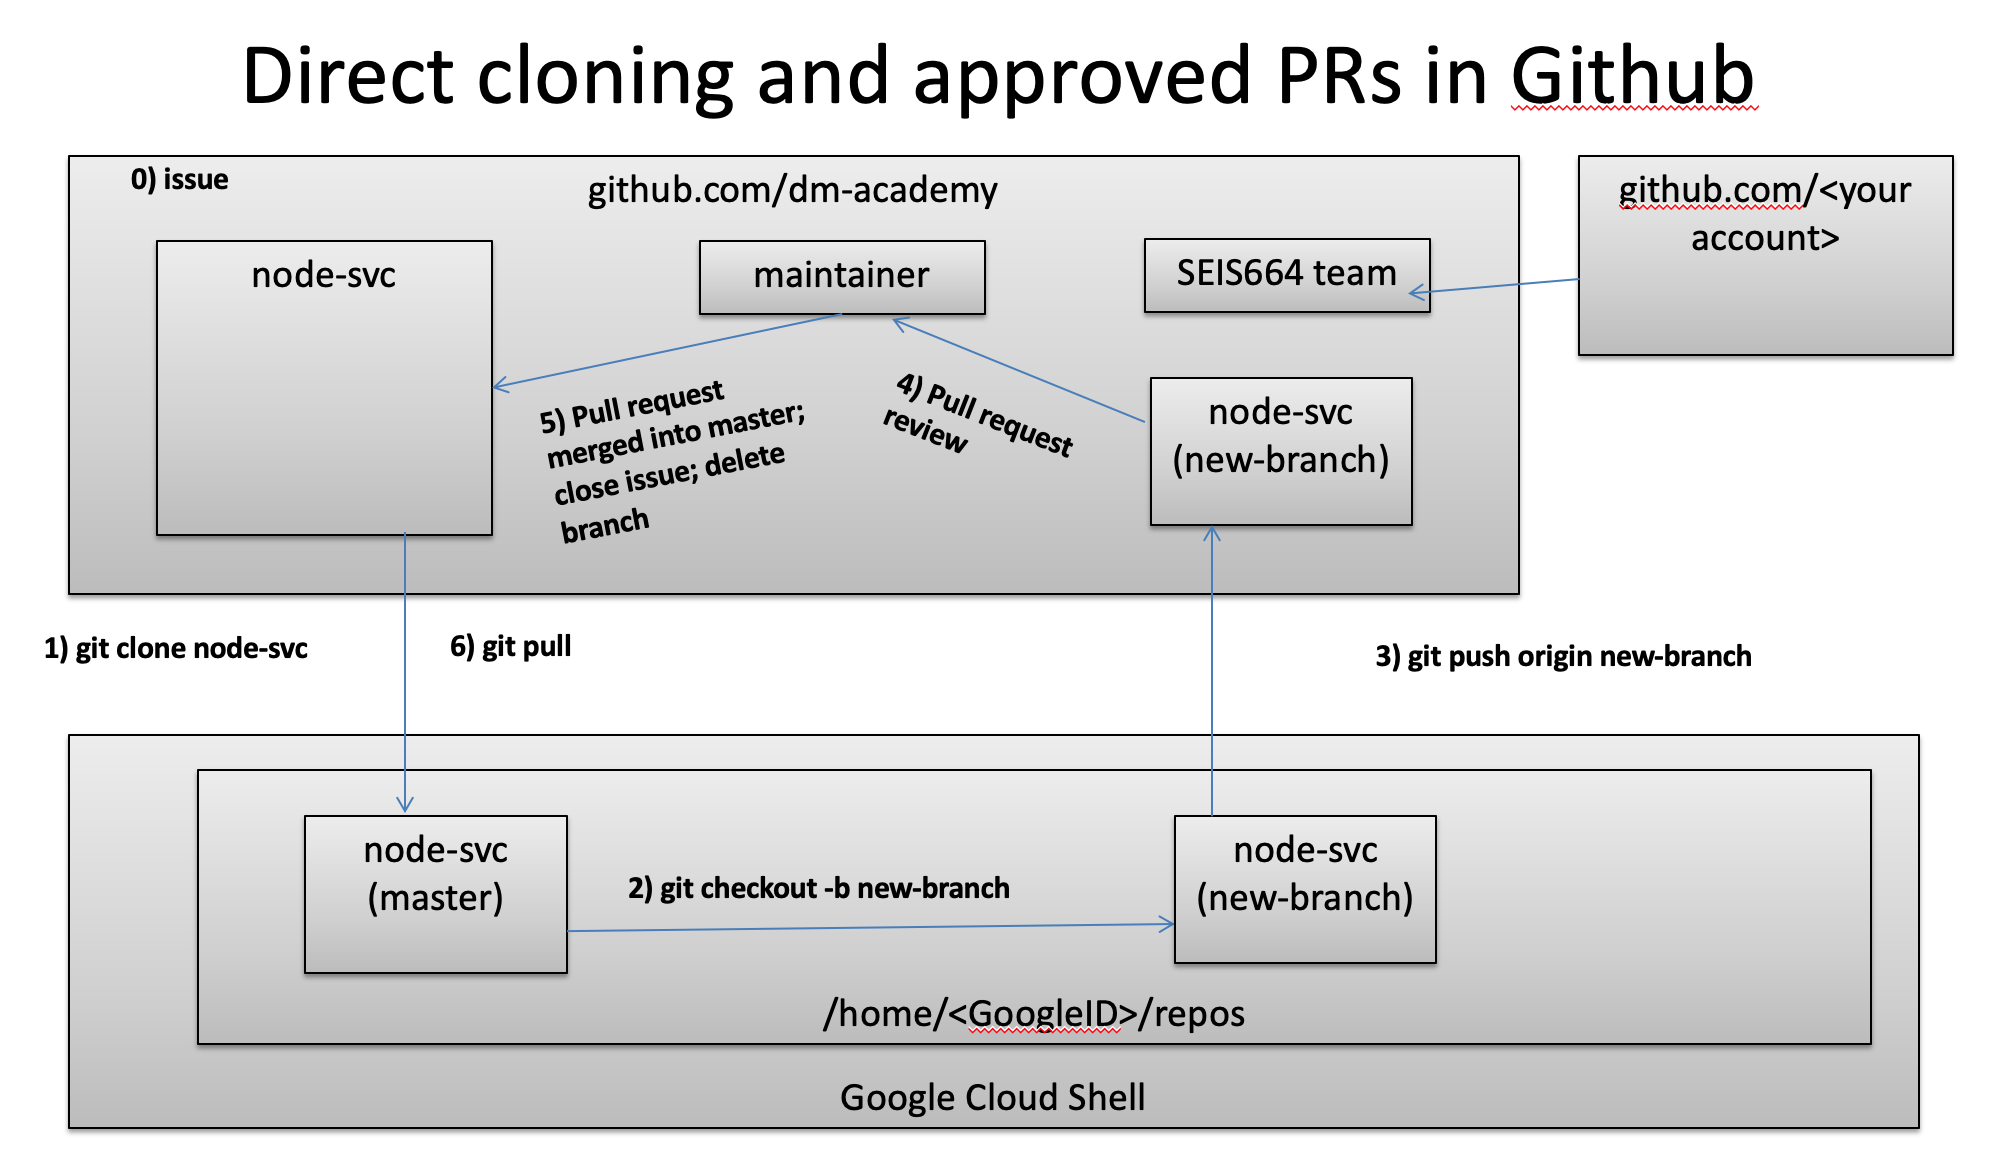 Direct cloning and approved PRs in Github
0) issue
github.com/dm-academy
github.com/<your
account>
node-svc
maintainer
SEIS664 team
5) Pull request
merged into master;
close issue; delete
branch
4) Pull request
review
node-svc
(new-branch)
1) git clone node-svc
6) git pull
3) git push origin new-branch
node-svc
(master)
2) git checkout -b new-branch
node-svc
(new-branch)
/home/<GoogleID>/repos
Google Cloud Shell